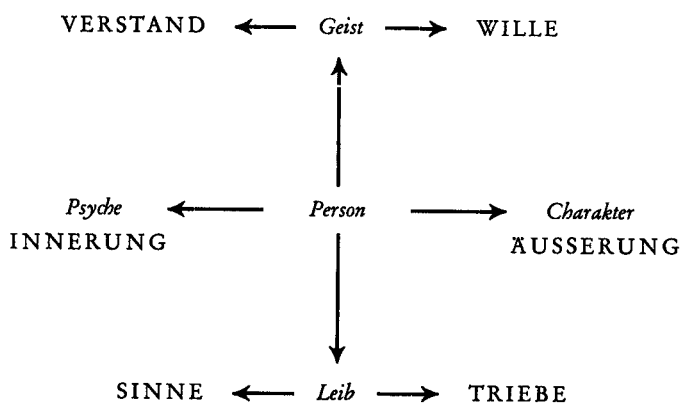 VERSTAND Geist WILLE
Psyche Person Charakter
INNERUNG ÄUSSERUNG
SINNE Leib TRIEBE